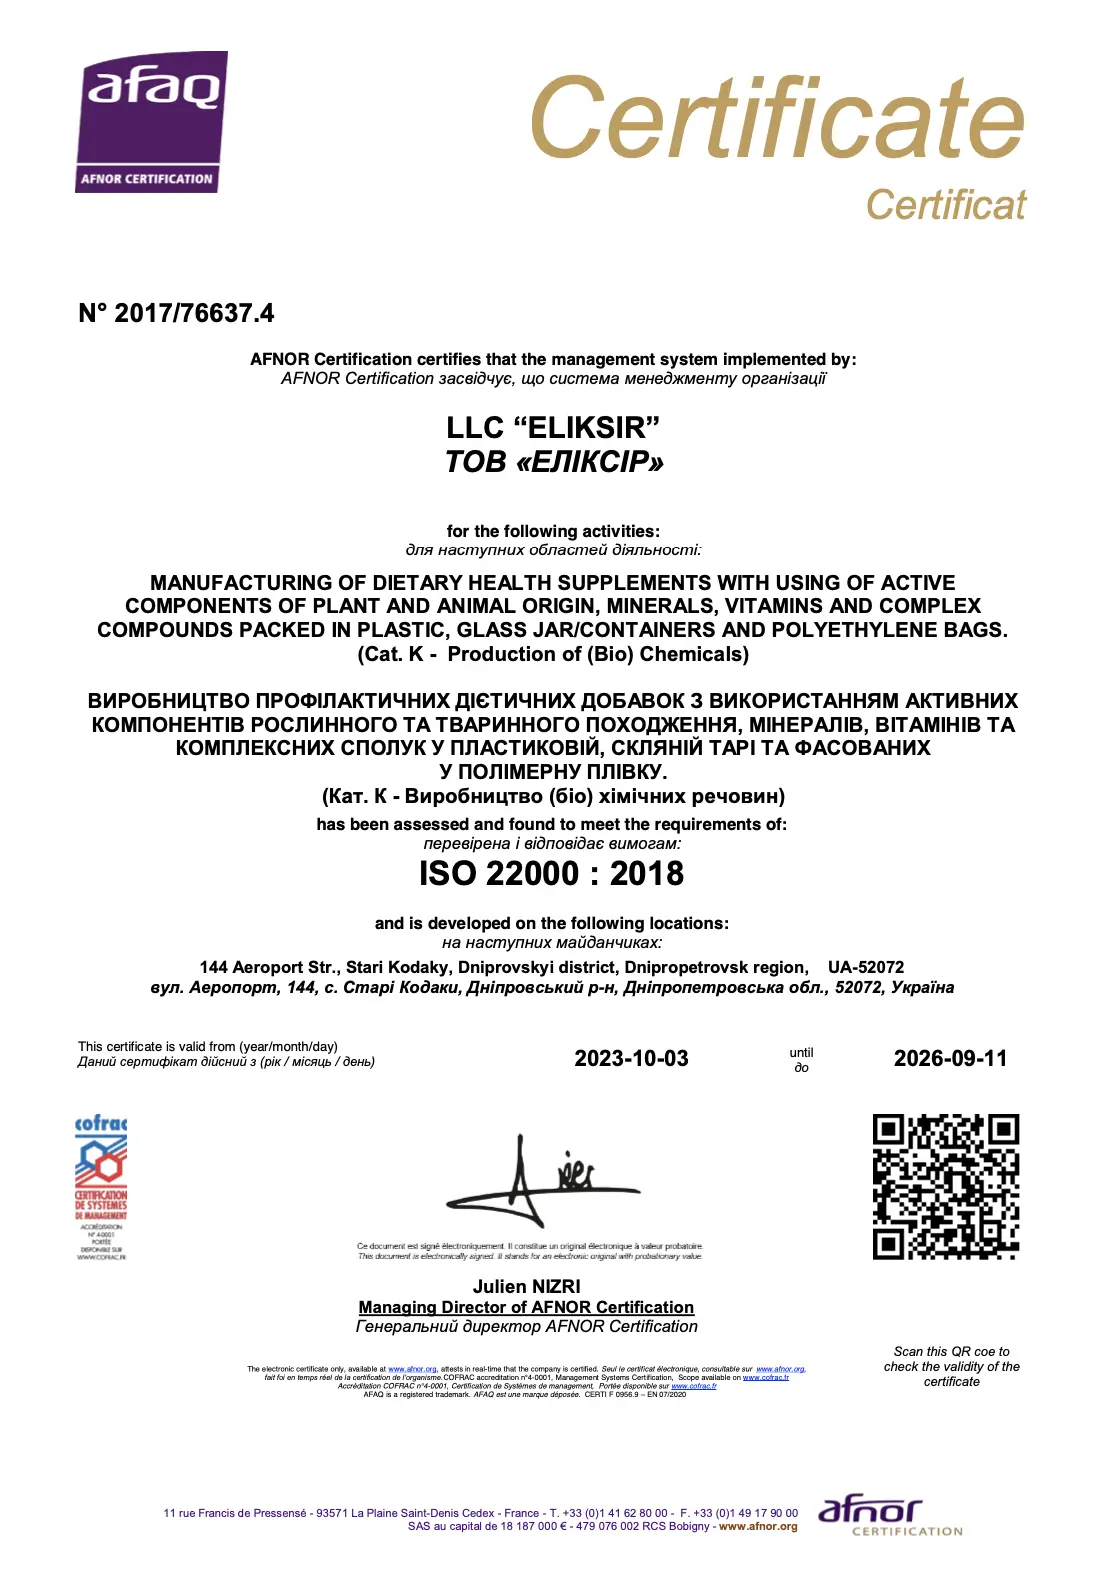 afaq
AFNOR CERTIFICATION
Certificate
Certificat
N° 2017/76637.4
AFNOR Certification certifies that the management system implemented by:
AFNOR Certification засвідчує, що система менеджменту організації
LLC “ELIKSIR”
ТОВ «ЕЛІКСІР»
for the following activities:
для наступних областей діяльності:
MANUFACTURING OF DIETARY HEALTH SUPPLEMENTS WITH USING OF ACTIVE
COMPONENTS OF PLANT AND ANIMAL ORIGIN, MINERALS, VITAMINS AND COMPLEX
COMPOUNDS PACKED IN PLASTIC, GLASS JAR/CONTAINERS AND POLYETHYLENE BAGS.
(Cat. K - Production of (Bio) Chemicals)
ВИРОБНИЦТВО ПРОФІЛАКТИЧНИХ ДІЄТИЧНИХ ДОБАВОК З ВИКОРИСТАННЯМ АКТИВНИХ
КОМПОНЕНТІВ РОСЛИННОГО ТА ТВАРИННОГО ПОХОДЖЕННЯ, МІНЕРАЛІВ, ВІТАМІНІВ ТА
КОМПЛЕКСНИХ СПОЛУК У ПЛАСТИКОВІЙ, СКЛЯНІЙ ТАРІ ТА ФАСОВАНИХ
У ПОЛІМЕРНУ ПЛІВКУ.
(Кат. К - Виробництво (біо) хімічних речовин)
has been assessed and found to meet the requirements of:
перевірена і відповідає вимогам:
ISO 22000 : 2018
and is developed on the following locations:
на наступних майданчиках:
144 Aeroport Str., Stari Kodaky, Dniprovskyi district, Dnipropetrovsk region, UA-52072
вул. Аеропорт, 144, с. Старі Кодаки, Дніпровський р-н, Дніпропетровська обл., 52072, Україна
This certificate is valid from (year/month/day)
Даний сертифікат дійсний з (рік / місяць / день)
2023-10-03
until
до
2026-09-11
cofrac
CERTIFICATION
DE SYSTEMES
DE MANAGEMENT
ACCRÉDITATION
N° 4-0001
PORTÉE
DISPONIBLE SUR
WWW.COFRAC.FR
Ce document est signé électroniquement. Il constitue un original électronique à valeur probatoire.
This document is electronically signed. It stands for an electronic original with probationary value.
Julien NIZRI
Managing Director of AFNOR Certification
Генеральний директор AFNOR Certification
Scan this QR coe to
check the validity of the
certificate
The electronic certificate only, available at www.afnor.org, attests in real-time that the company is certified. Seul le certificat électronique, consultable sur www.afnor.org,
fait foi en temps réel de la certification de l'organisme.COFRAC accreditation n°4-0001, Management Systems Certification, Scope available on www.cofrac.fr
Accréditation COFRAC n°4-0001, Certification de Systèmes de management. Portée disponible sur www.cofrac.fr
AFAQ is a registered trademark. AFAQ est une marque déposée. CERTI F 0956.9 – EN 07/2020
11 rue Francis de Pressensé - 93571 La Plaine Saint-Denis Cedex - France - T. +33 (0)1 41 62 80 00 - F. +33 (0)1 49 17 90 00
SAS au capital de 18 187 000 € - 479 076 002 RCS Bobigny - www.afnor.org
afnor
CERTIFICATION